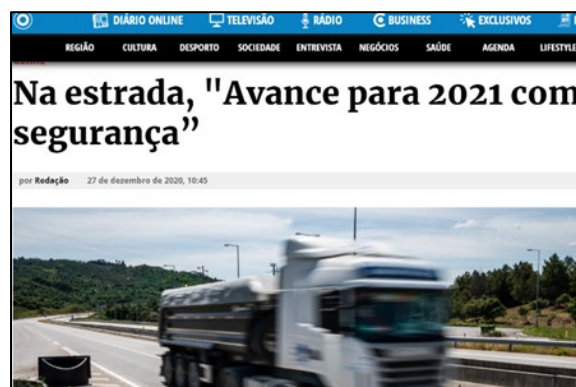 DIÁRIO ONLINE TELEVISÃO RÁDIO BUSINESS EXCLUSIVOS
REGIÃO CULTURA DESPORTO SOCIEDADE ENTREVISTA NEGÓCIOS SAÚDE AGENDA LIFESTYLE
Na estrada, "Avance para 2021 com
segurança”
por Redação 27 de dezembro de 2020, 10:45